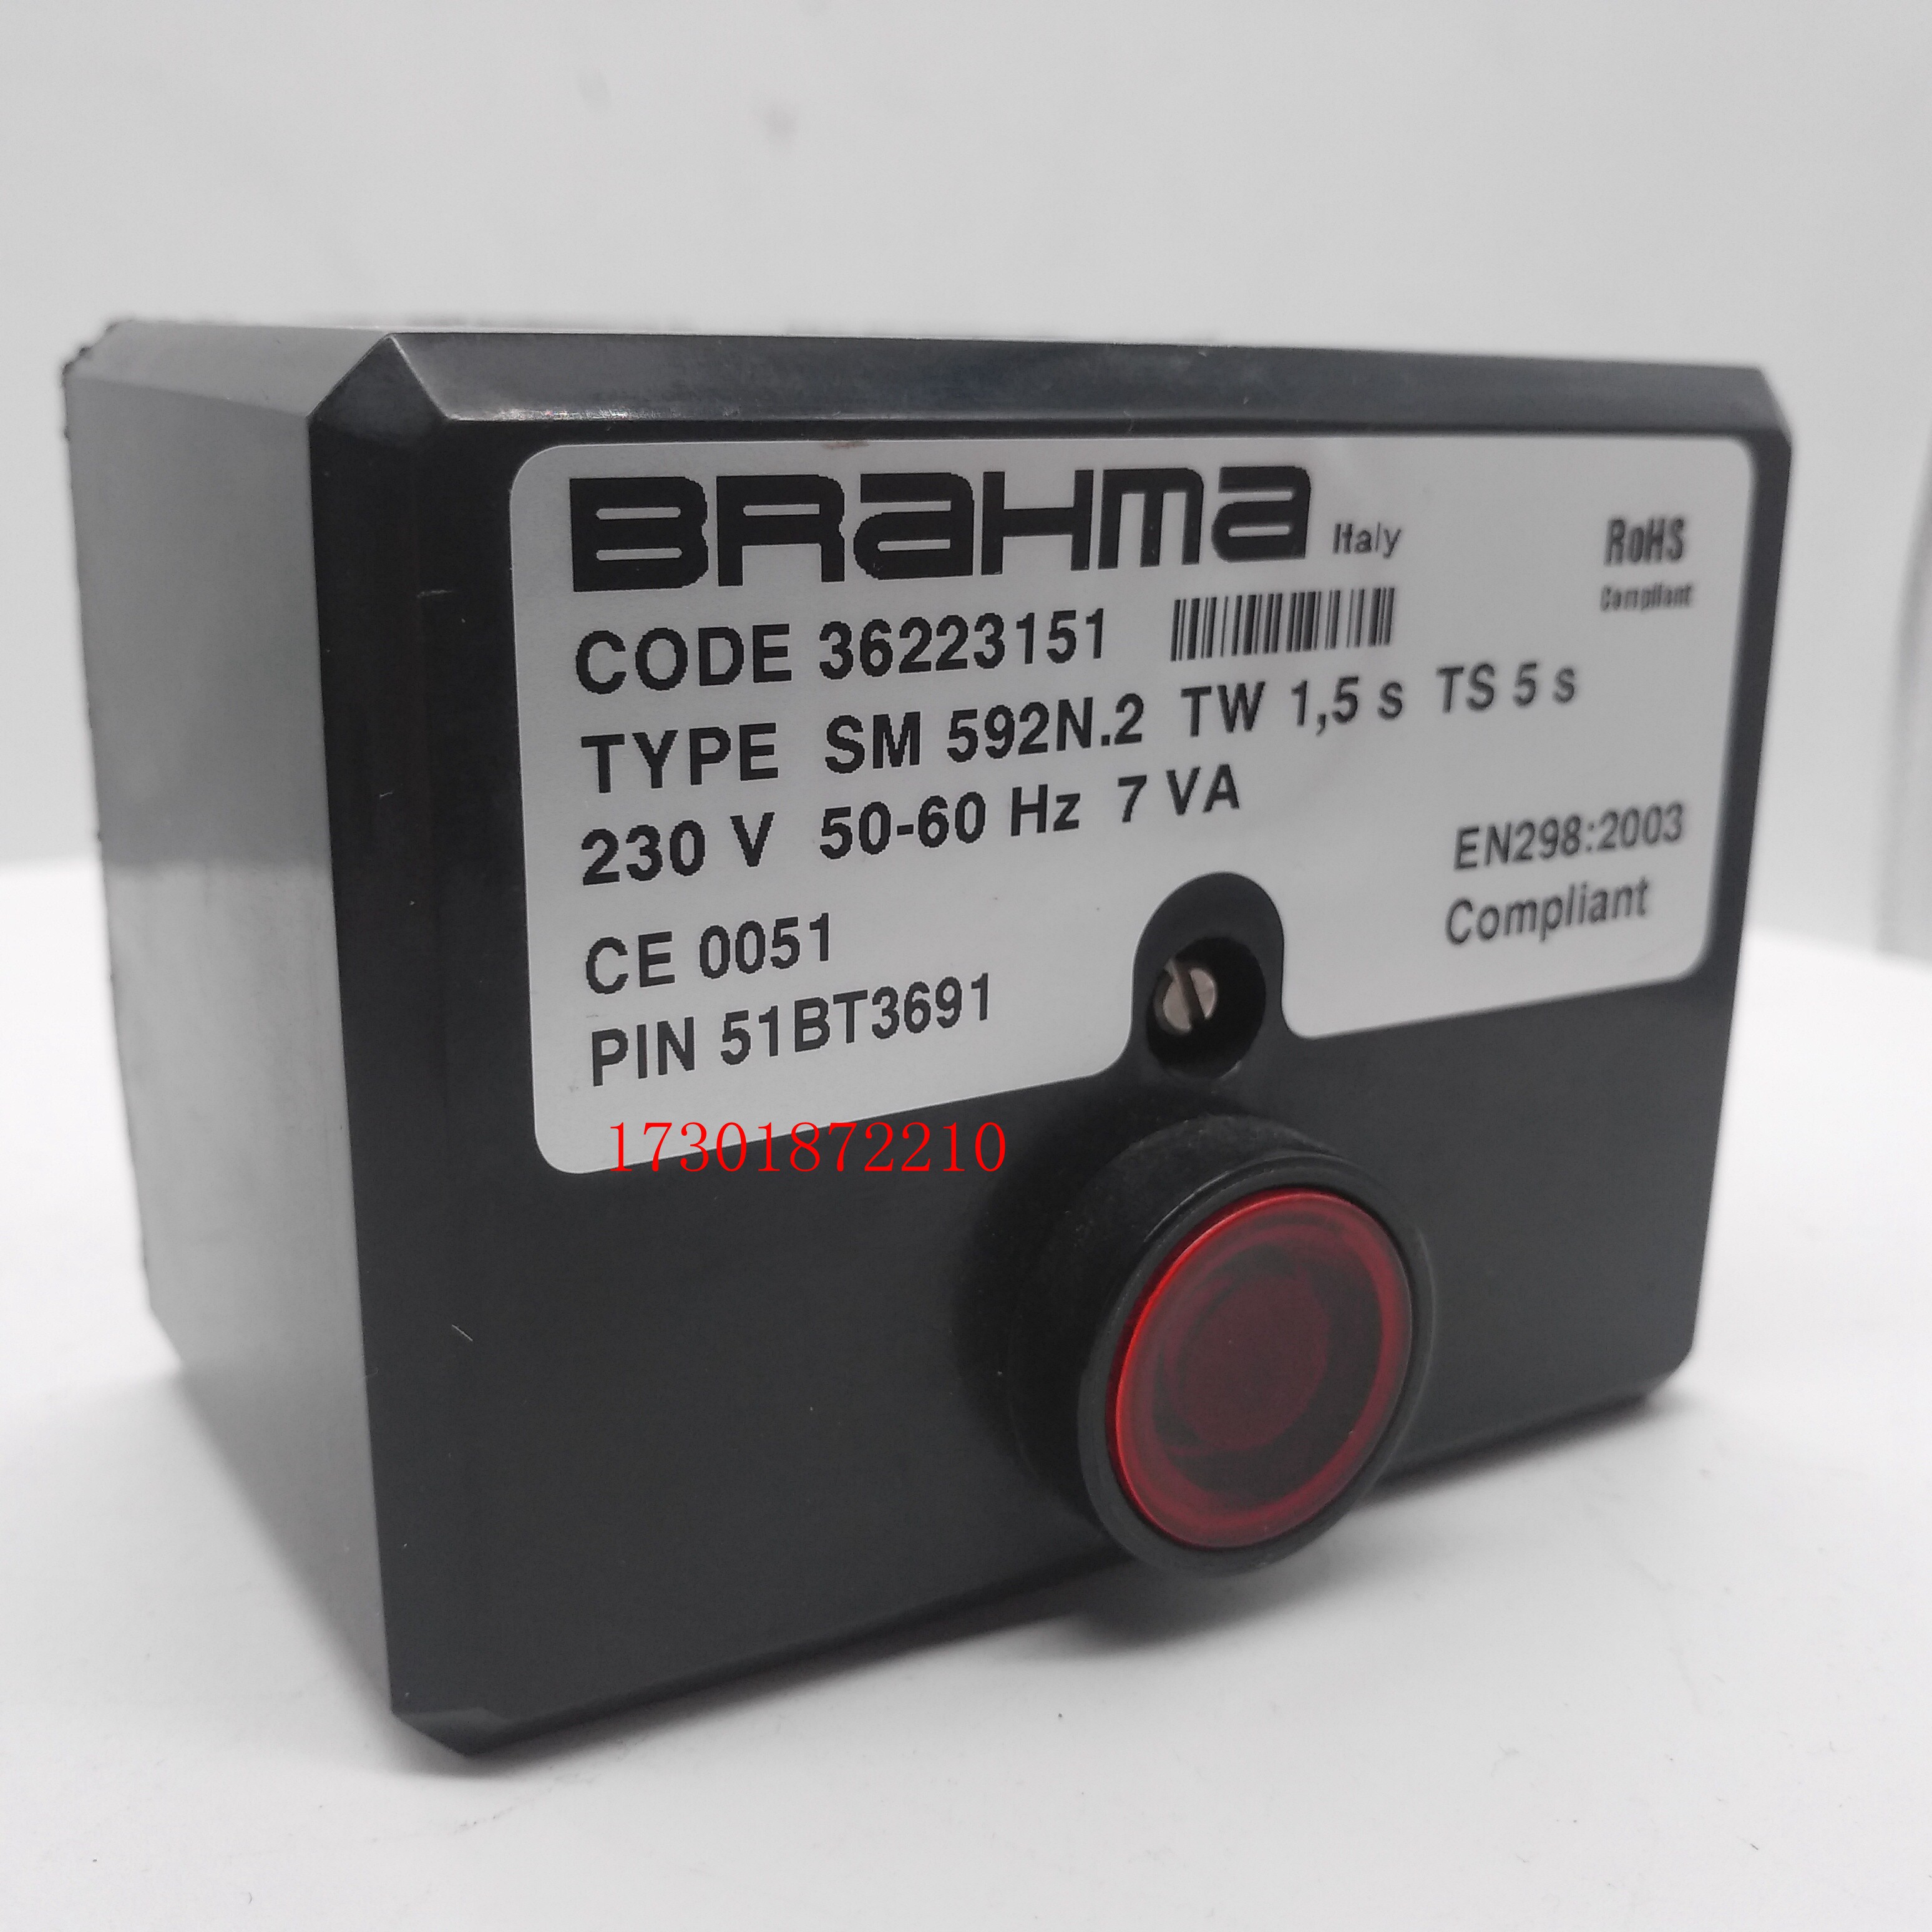 BRAHMA Italy
RoHS
Compliant
CODE 36223151
TYPE SM 592N.2 TW 1,5 s TS 5 s
230 V 50-60 Hz 7 VA
EN298:2003
Compliant
CE 0051
PIN 51BT3691
17301872210